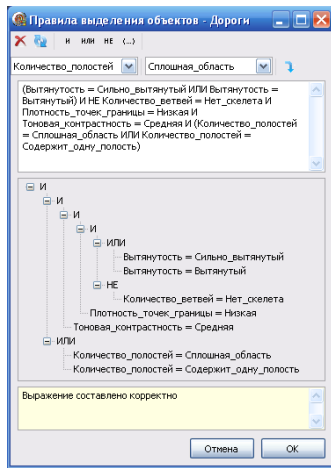 Правила выделения объектов - Дороги
И ИЛИ НЕ (...)
Количество_полостей Сплошная_область
(Вытянутость = Сильно_вытянутый ИЛИ Вытянутость =
Вытянутый) И НЕ Количество_ветвей = Нет_скелета И
Плотность_точек_границы = Низкая И
Тоновая_контрастность = Средняя И (Количество_полостей
= Сплошная_область ИЛИ Количество_полостей =
Содержит_одну_полость)
И
И
И
И
ИЛИ
Вытянутость = Сильно_вытянутый
Вытянутость = Вытянутый
НЕ
Количество_ветвей = Нет_скелета
Плотность_точек_границы = Низкая
Тоновая_контрастность = Средняя
ИЛИ
Количество_полостей = Сплошная_область
Количество_полостей = Содержит_одну_полость
Выражение составлено корректно
Отмена OK